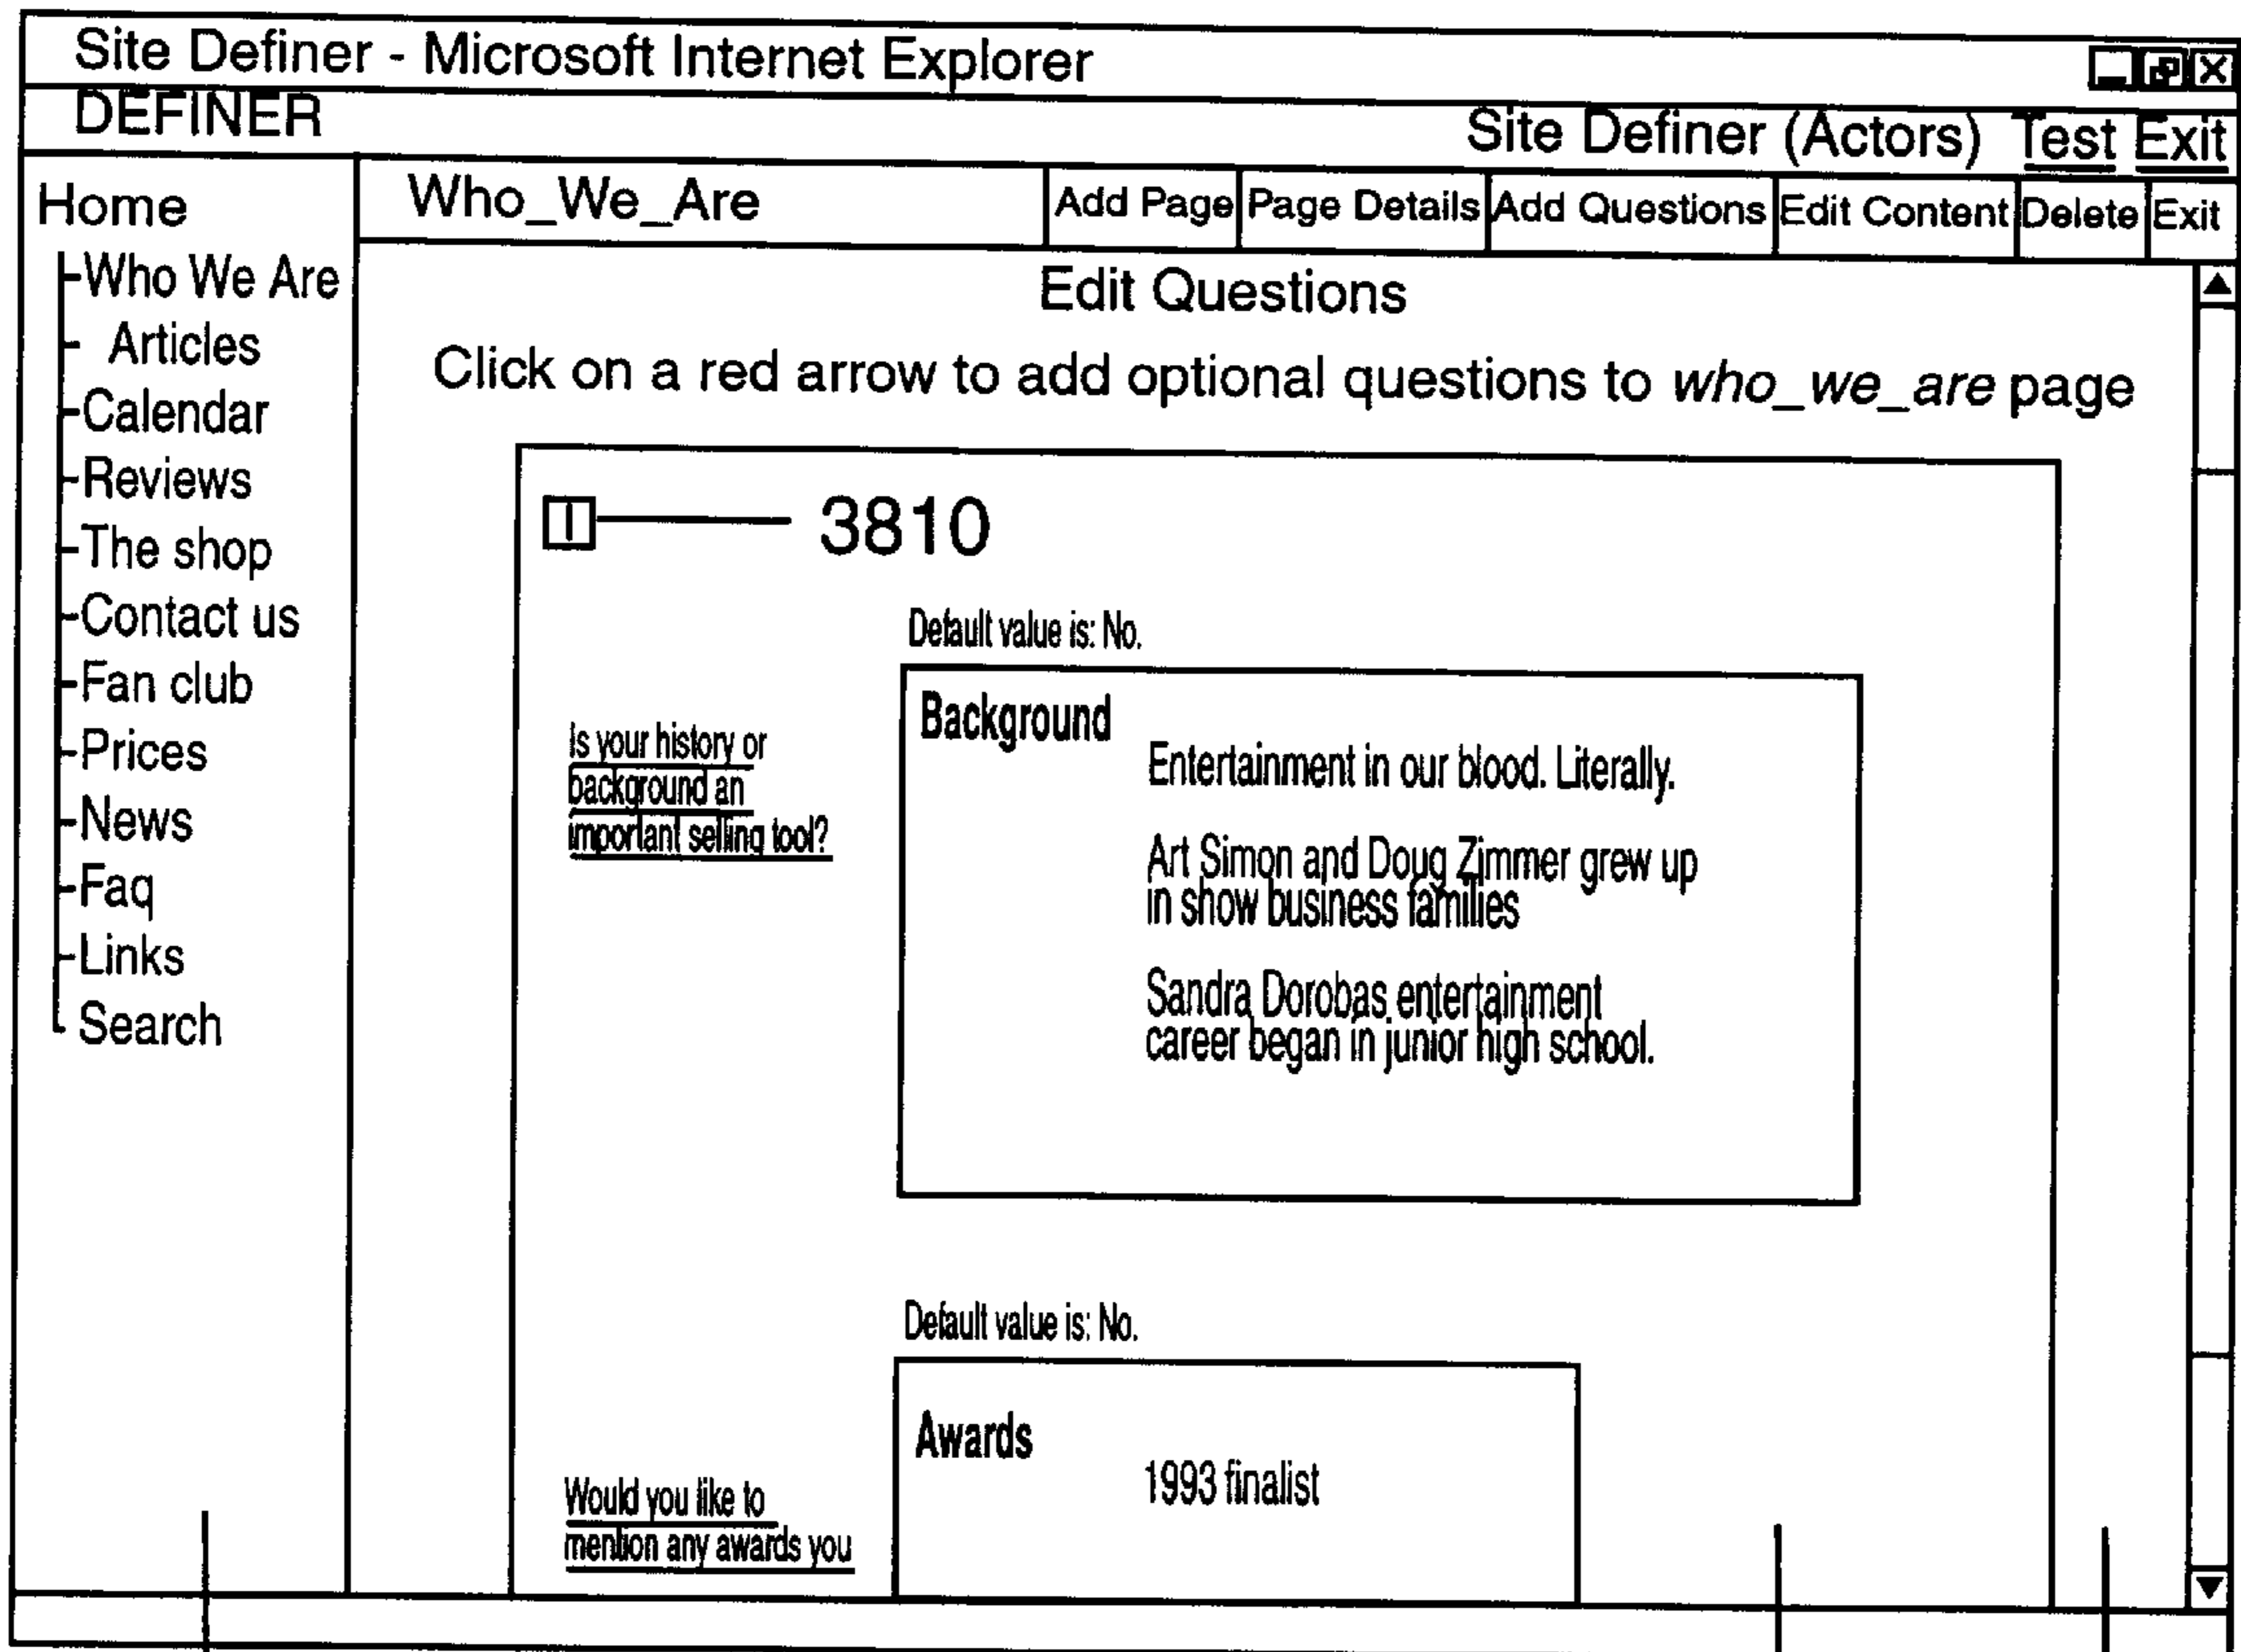 Site Definer - Microsoft Internet Explorer
DEFINER
Site Definer (Actors) Test Exit
Home
Who We Are
Articles
Calendar
Reviews
The shop
Contact us
Fan club
Prices
News
Faq
Links
Search
Who_We_Are
Add Page Page Details Add Questions Edit Content Delete Exit
Edit Questions
Click on a red arrow to add optional questions to who_we_are page
3810
Default value is: No.
Is your history or
background an
important selling tool?
Background
Entertainment in our blood. Literally.
Art Simon and Doug Zimmer grew up
in show business families
Sandra Dorobas entertainment
career began in junior high school.
Default value is: No.
Would you like to
mention any awards you
Awards
1993 finalist